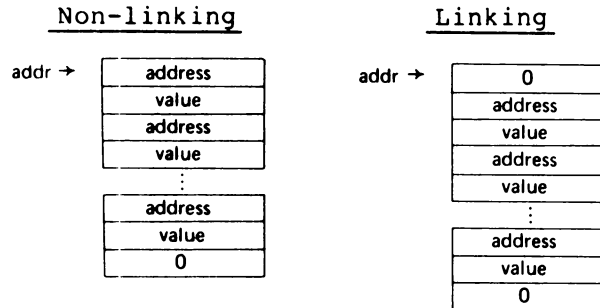 Non-linking
addr →
address
value
address
value
address
value
0
Linking
addr →
0
address
value
address
value
address
value
0